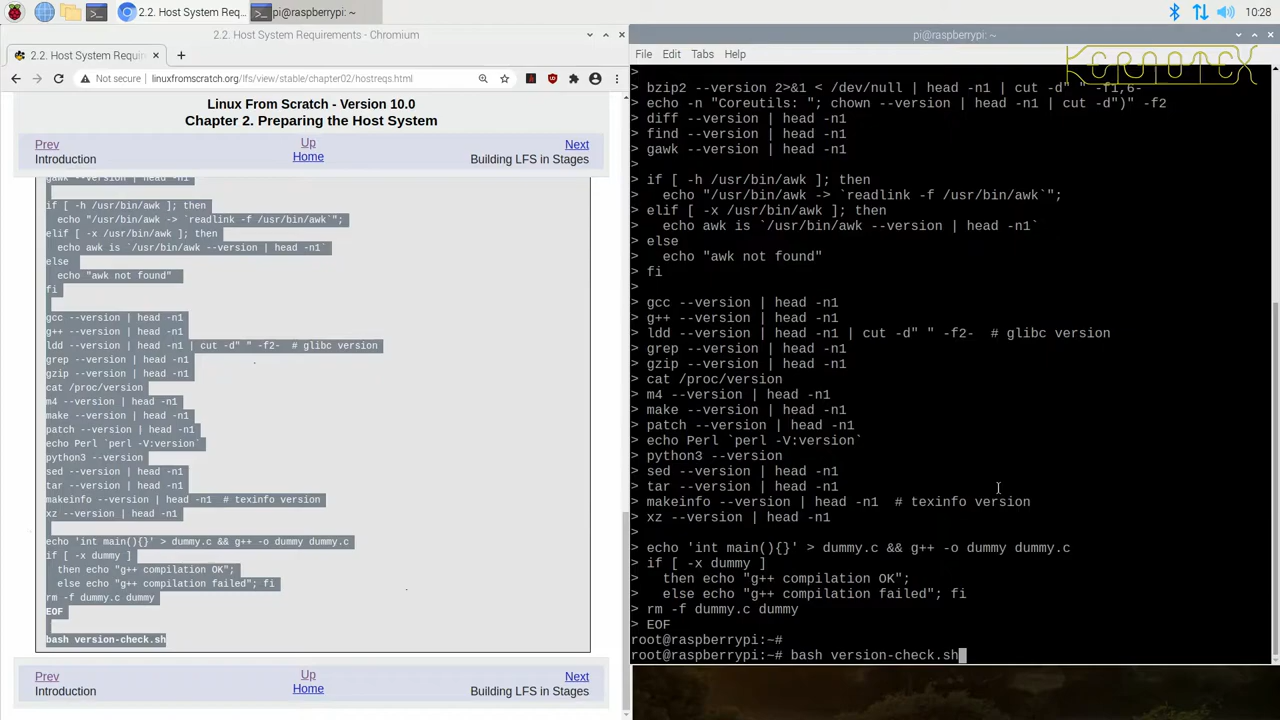 2.2. Host System Req...
pi@raspberrypi: ~
10:28
2.2. Host System Requirements - Chromium
2.2. Host System Requir
Not secure | linuxfromscratch.org/lfs/view/stable/chapter02/hostreqs.html
Linux From Scratch - Version 10.0
Chapter 2. Preparing the Host System
Prev
Up
Next
Introduction
Home
Building LFS in Stages
gawk --version | head -n1
if [ -h /usr/bin/awk ]; then
echo "/usr/bin/awk -> `readlink -f /usr/bin/awk`";
elif [ -x /usr/bin/awk ]; then
echo awk is `/usr/bin/awk --version | head -n1`
else
echo "awk not found"
fi
gcc --version | head -n1
g++ --version | head -n1
ldd --version | head -n1 | cut -d" " -f2-  # glibc version
grep --version | head -n1
gzip --version | head -n1
cat /proc/version
m4 --version | head -n1
make --version | head -n1
patch --version | head -n1
echo Perl `perl -V:version`
python3 --version
sed --version | head -n1
tar --version | head -n1
makeinfo --version | head -n1  # texinfo version
xz --version | head -n1
echo 'int main(){}' > dummy.c && g++ -o dummy dummy.c
if [ -x dummy ]
then echo "g++ compilation OK";
else echo "g++ compilation failed"; fi
rm -f dummy.c dummy
EOF
bash version-check.sh
Prev
Up
Next
Introduction
Home
Building LFS in Stages
pi@raspberrypi: ~
File Edit Tabs Help
>
> bzip2 --version 2>&1 < /dev/null | head -n1 | cut -d" " -f1,6-
> echo -n "Coreutils: "; chown --version | head -n1 | cut -d")" -f2
> diff --version | head -n1
> find --version | head -n1
> gawk --version | head -n1
>
> if [ -h /usr/bin/awk ]; then
>   echo "/usr/bin/awk -> `readlink -f /usr/bin/awk`";
> elif [ -x /usr/bin/awk ]; then
>   echo awk is `/usr/bin/awk --version | head -n1`
> else
>   echo "awk not found"
> fi
>
> gcc --version | head -n1
> g++ --version | head -n1
> ldd --version | head -n1 | cut -d" " -f2-  # glibc version
> grep --version | head -n1
> gzip --version | head -n1
> cat /proc/version
> m4 --version | head -n1
> make --version | head -n1
> patch --version | head -n1
> echo Perl `perl -V:version`
> python3 --version
> sed --version | head -n1
> tar --version | head -n1
> makeinfo --version | head -n1  # texinfo version
> xz --version | head -n1
>
> echo 'int main(){}' > dummy.c && g++ -o dummy dummy.c
> if [ -x dummy ]
>   then echo "g++ compilation OK";
>   else echo "g++ compilation failed"; fi
> rm -f dummy.c dummy
> EOF
root@raspberrypi:~#
root@raspberrypi:~# bash version-check.sh